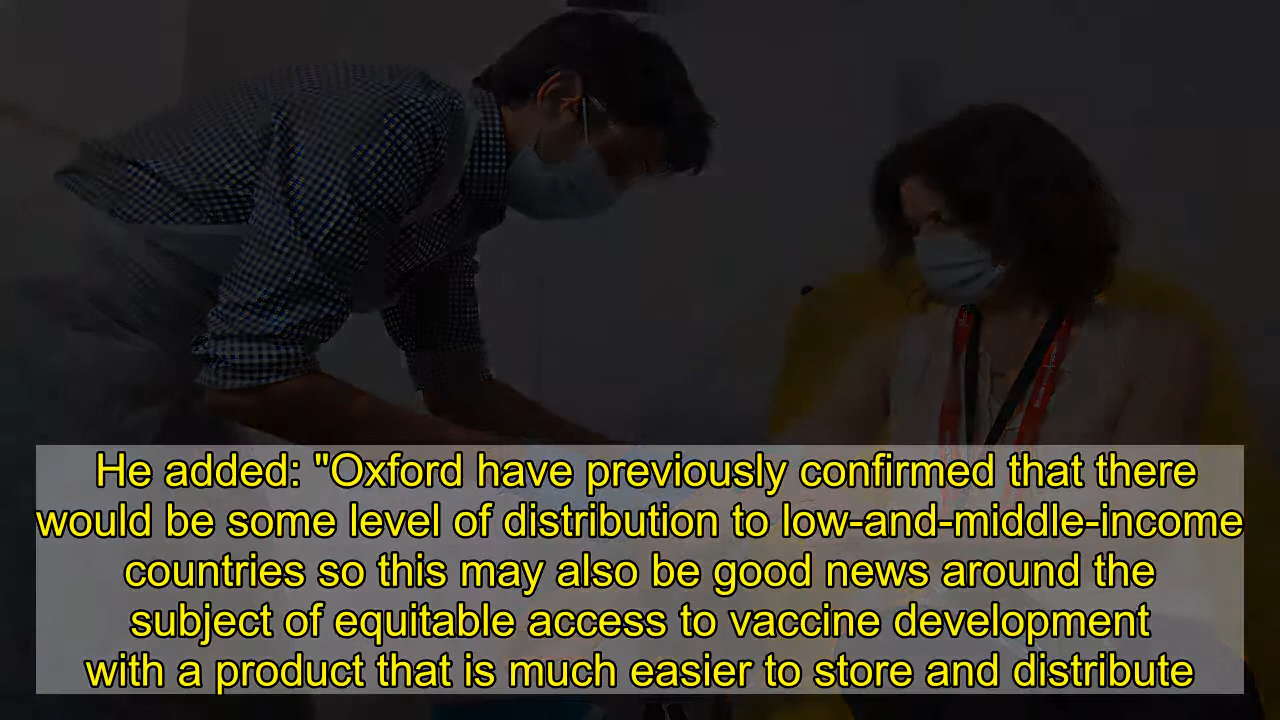 He added: "Oxford have previously confirmed that there
would be some level of distribution to low-and-middle-income
countries so this may also be good news around the
subject of equitable access to vaccine development
with a product that is much easier to store and distribute